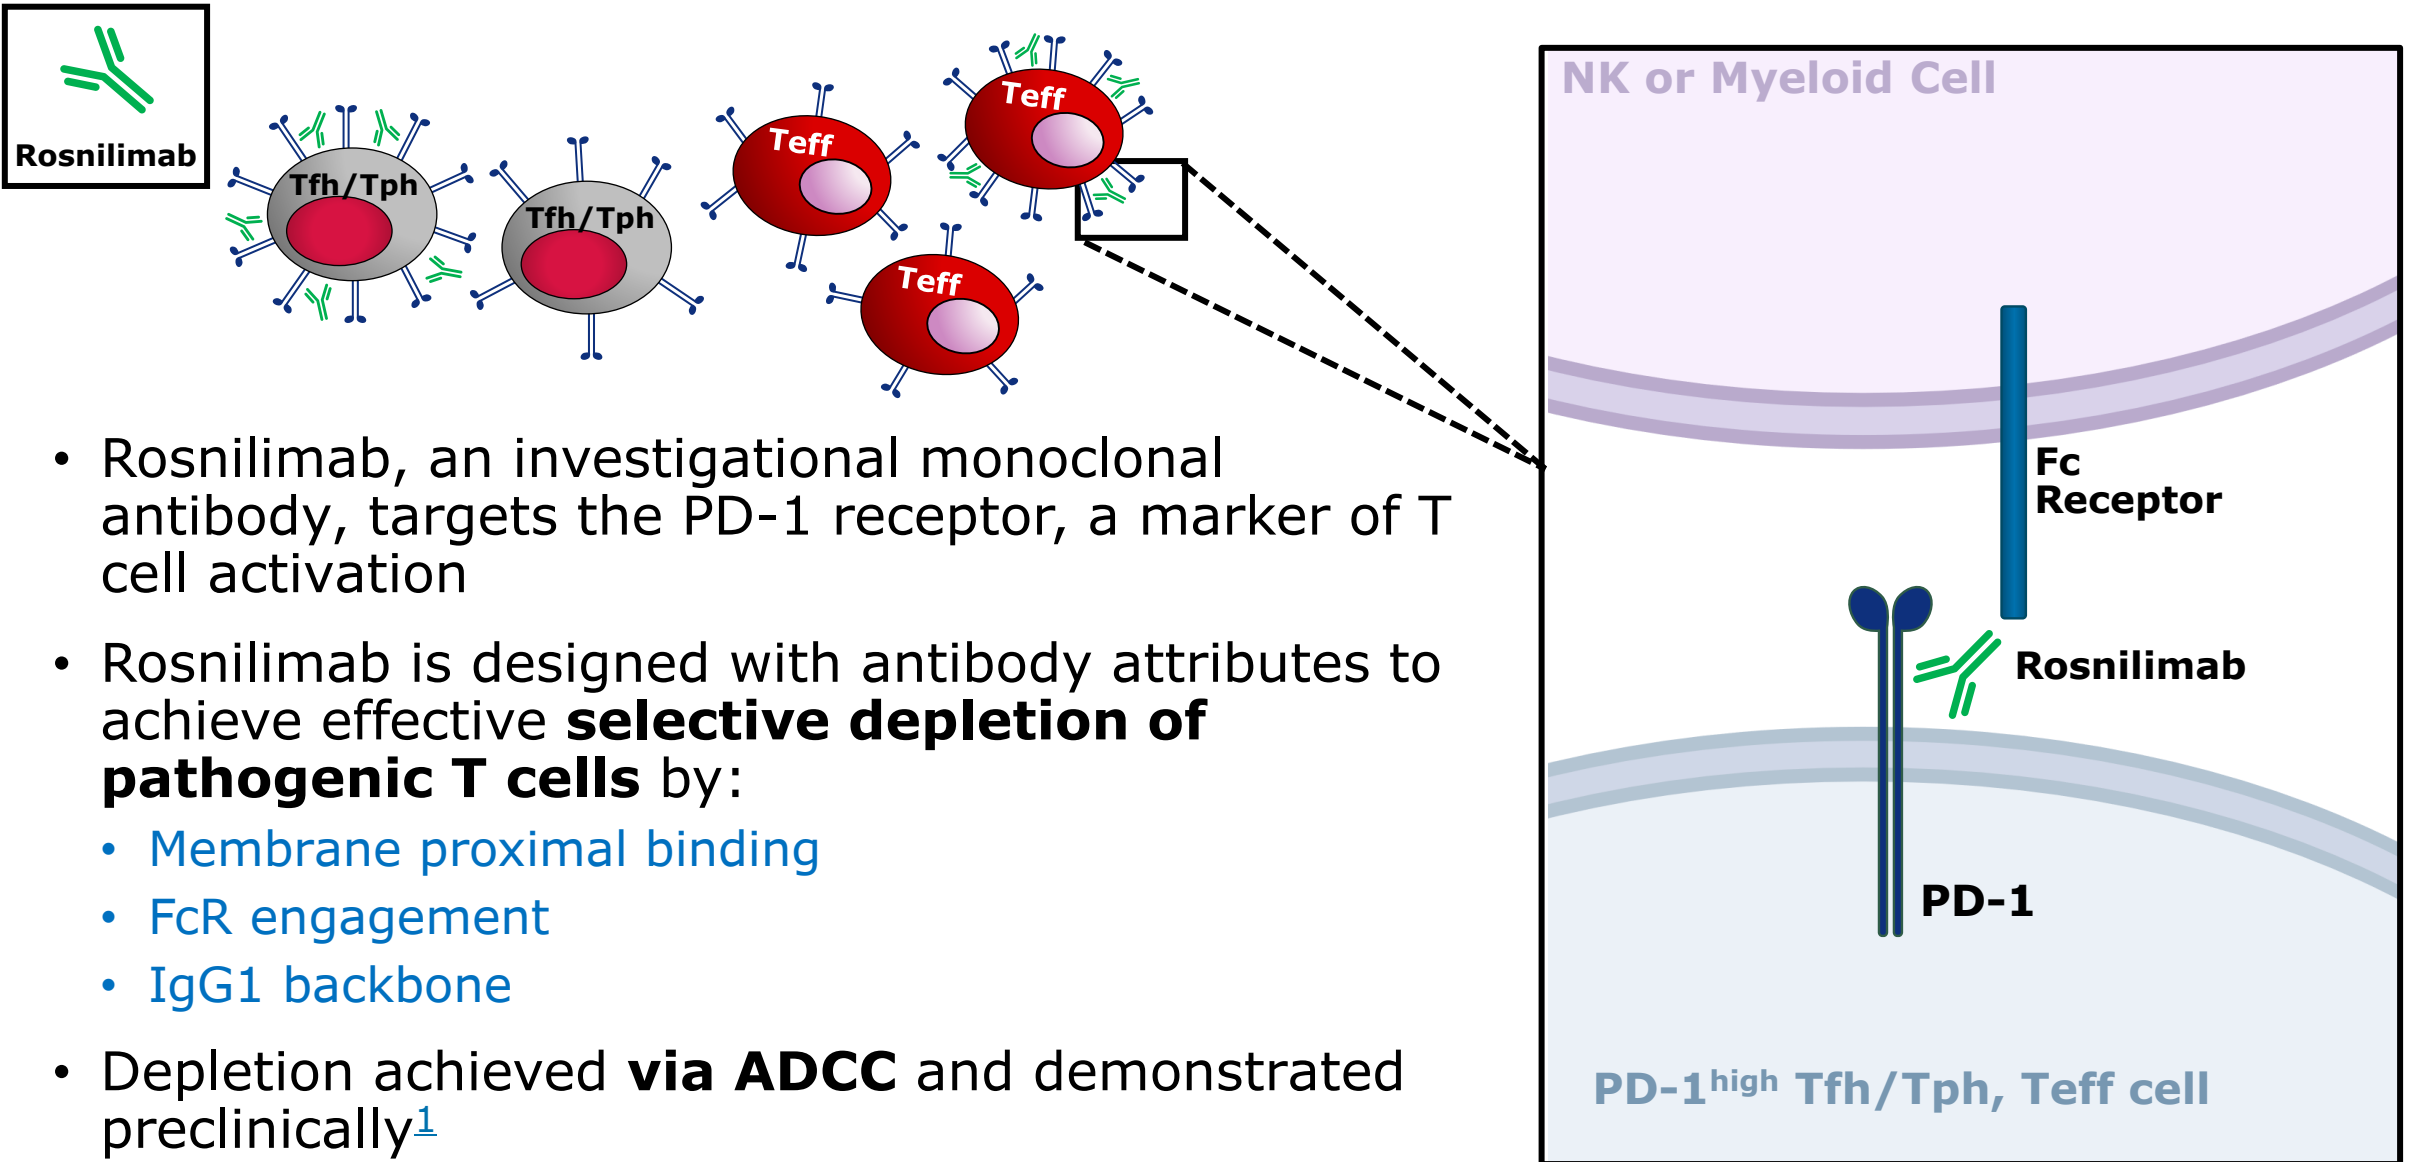 Rosnilimab
Tfh/Tph
Tfh/Tph
Teff
Teff
Teff
• Rosnilimab, an investigational monoclonal
antibody, targets the PD-1 receptor, a marker of T
cell activation
• Rosnilimab is designed with antibody attributes to
achieve effective selective depletion of
pathogenic T cells by:
• Membrane proximal binding
• FcR engagement
• IgG1 backbone
• Depletion achieved via ADCC and demonstrated
preclinically1
NK or Myeloid Cell
Fc
Receptor
Rosnilimab
PD-1
PD-1high Tfh/Tph, Teff cell